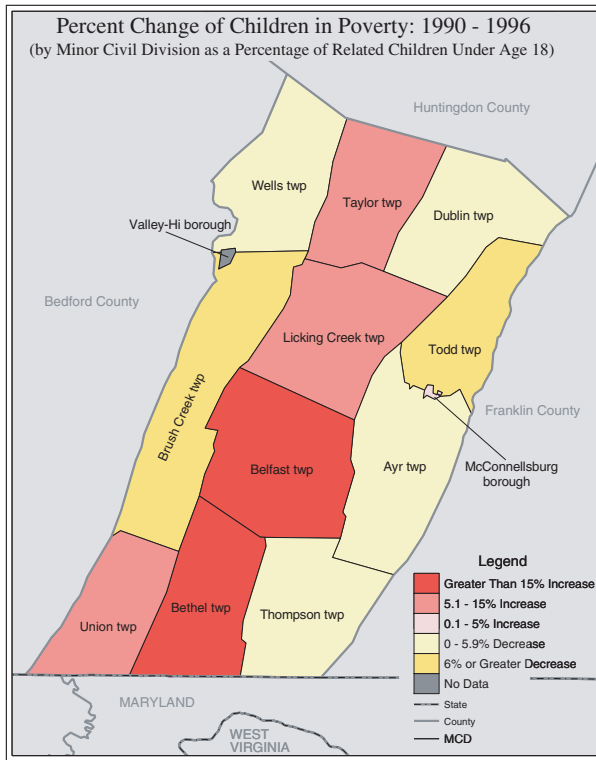 Percent Change of Children in Poverty: 1990 - 1996
(by Minor Civil Division as a Percentage of Related Children Under Age 18)
Huntingdon County
Wells twp
Taylor twp
Dublin twp
Valley-Hi borough
Bedford County
Licking Creek twp
Todd twp
Brush Creek twp
Franklin County
Belfast twp
Ayr twp
McConnellsburg
borough
Union twp
Bethel twp
Thompson twp
Legend
Greater Than 15% Increase
5.1 - 15% Increase
0.1 - 5% Increase
0 - 5.9% Decrease
6% or Greater Decrease
No Data
State
County
MCD
MARYLAND
WEST
VIRGINIA